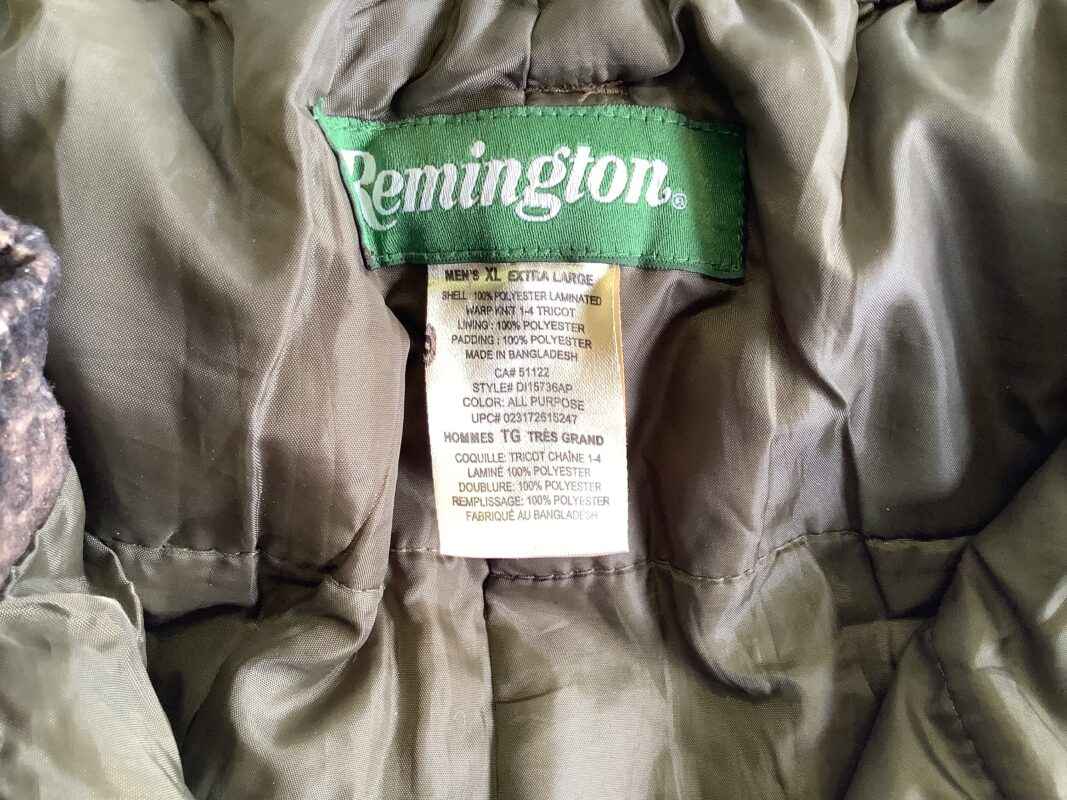 Remington®
MEN'S XL EXTRA LARGE
SHELL: 100% POLYESTER LAMINATED
WARP KNIT 1-4 TRICOT
LINING: 100% POLYESTER
PADDING: 100% POLYESTER
MADE IN BANGLADESH
CA# 51122
STYLE# DI15736AP
COLOR: ALL PURPOSE
UPC# 023172615247
HOMMES TG TRÈS GRAND
COQUILLE: TRICOT CHAÎNE 1-4
LAMINÉ 100% POLYESTER
DOUBLURE: 100% POLYESTER
REMPLISSAGE: 100% POLYESTER
FABRIQUÉ AU BANGLADESH